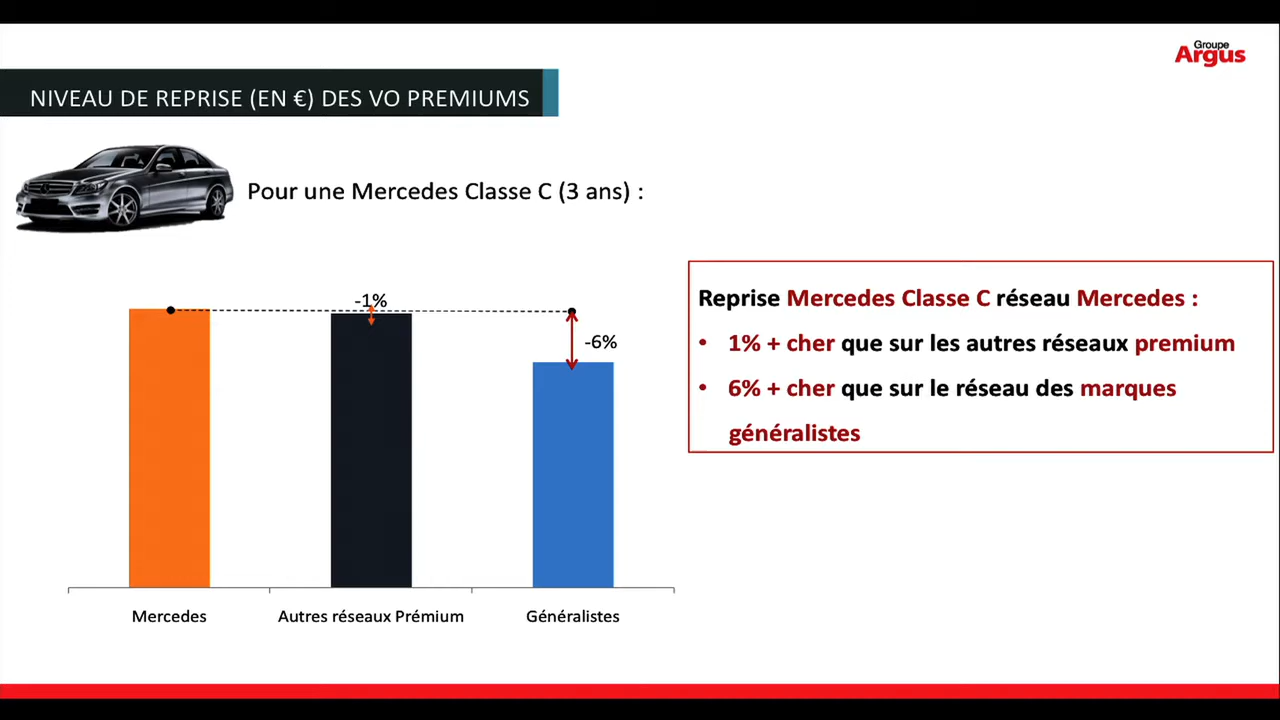 Groupe
Argus
NIVEAU DE REPRISE (EN €) DES VO PREMIUMS
Pour une Mercedes Classe C (3 ans) :
-1%
-6%
Mercedes
Autres réseaux Prémium
Généralistes
Reprise Mercedes Classe C réseau Mercedes :
• 1% + cher que sur les autres réseaux premium
• 6% + cher que sur le réseau des marques
généralistes